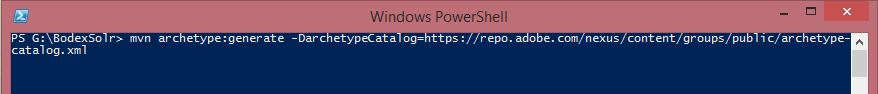 Windows PowerShell
PS G:\BodexSolr> mvn archetype:generate -DarchetypeCatalog=https://repo.adobe.com/nexus/content/groups/public/archetype-
catalog.xml